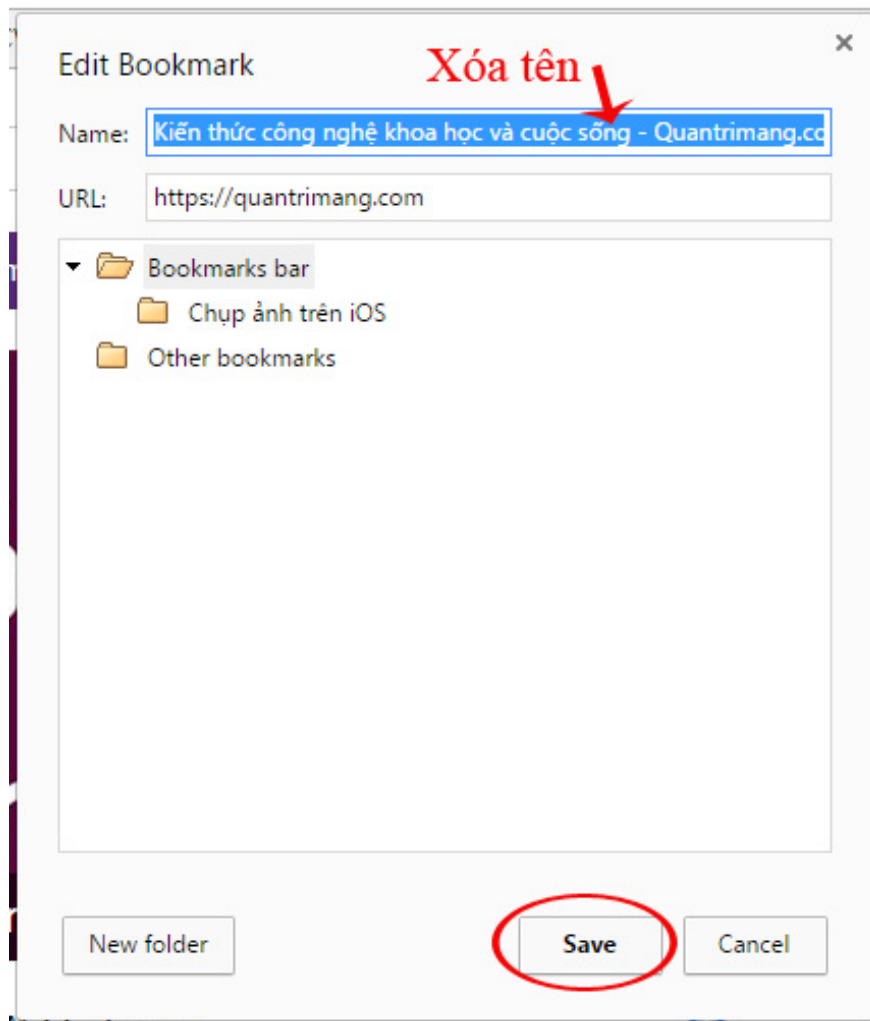 Edit Bookmark
Xóa tên
Name: Kiến thức công nghệ khoa học và cuộc sống - Quantrimang.co
URL: https://quantrimang.com
Bookmarks bar
Chụp ảnh trên iOS
Other bookmarks
New folder Save Cancel